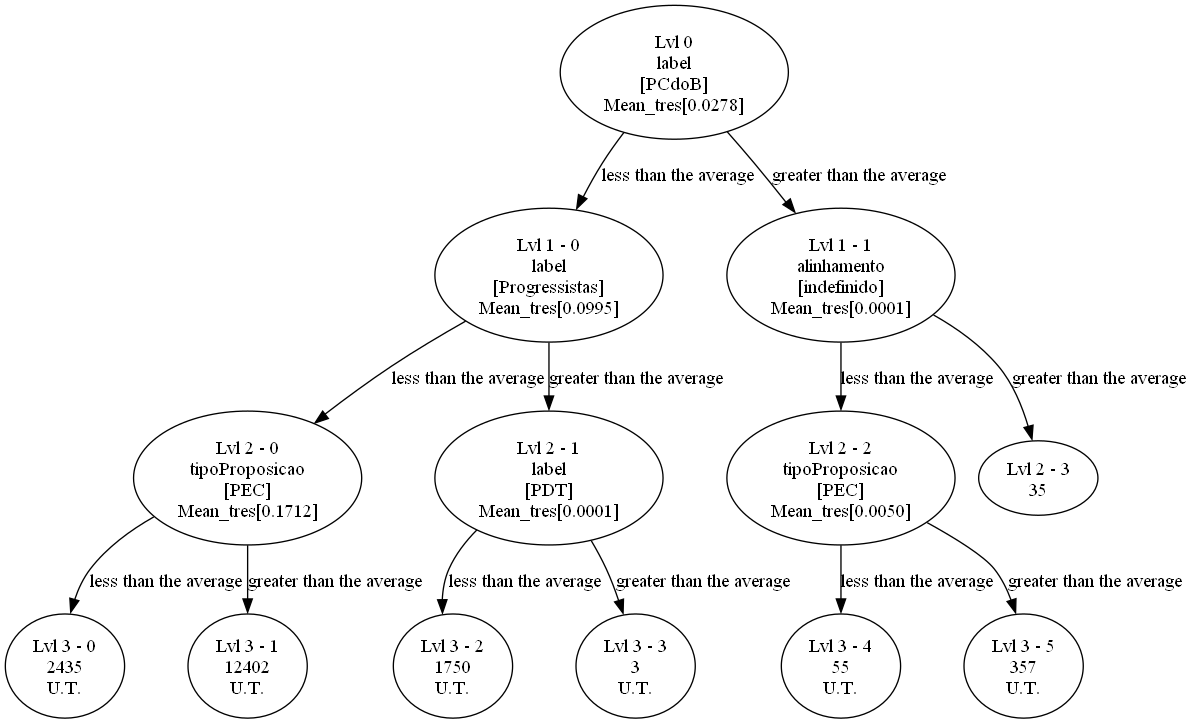 Lvl 0
label
[PCdoB]
Mean_tres[0.0278]
less than the average
greater than the average
Lvl 1 - 0
label
[Progressistas]
Mean_tres[0.0995]
Lvl 1 - 1
alinhamento
[indefinido]
Mean_tres[0.0001]
less than the average
greater than the average
less than the average
greater than the average
Lvl 2 - 0
tipoProposicao
[PEC]
Mean_tres[0.1712]
Lvl 2 - 1
label
[PDT]
Mean_tres[0.0001]
Lvl 2 - 2
tipoProposicao
[PEC]
Mean_tres[0.0050]
Lvl 2 - 3
35
less than the average
greater than the average
less than the average
greater than the average
less than the average
greater than the average
Lvl 3 - 0
2435
U.T.
Lvl 3 - 1
12402
U.T.
Lvl 3 - 2
1750
U.T.
Lvl 3 - 3
3
U.T.
Lvl 3 - 4
55
U.T.
Lvl 3 - 5
357
U.T.